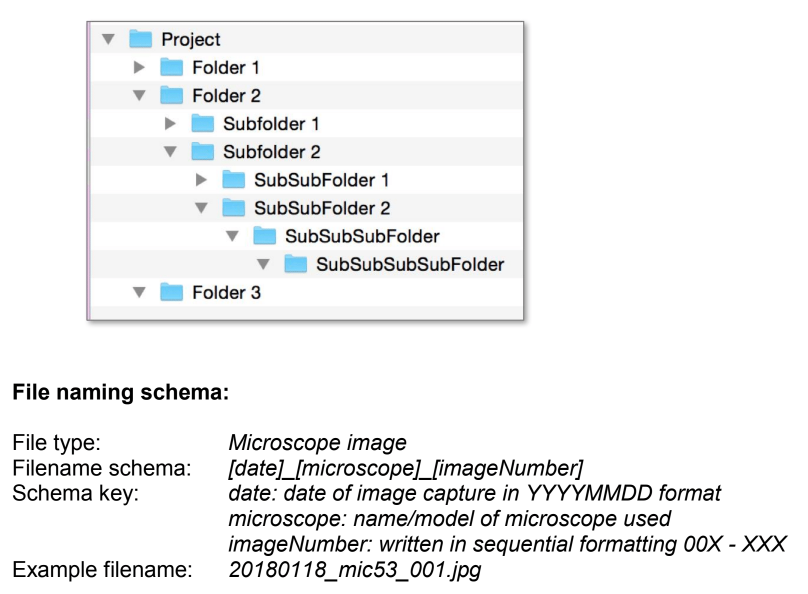 Project
Folder 1
Folder 2
Subfolder 1
Subfolder 2
SubSubFolder 1
SubSubFolder 2
SubSubSubFolder
SubSubSubSubFolder
Folder 3
File naming schema:
File type: Microscope image
Filename schema: [date]_[microscope]_[imageNumber]
Schema key: date: date of image capture in YYYYMMDD format
microscope: name/model of microscope used
imageNumber: written in sequential formatting 00X - XXX
Example filename: 20180118_mic53_001.jpg